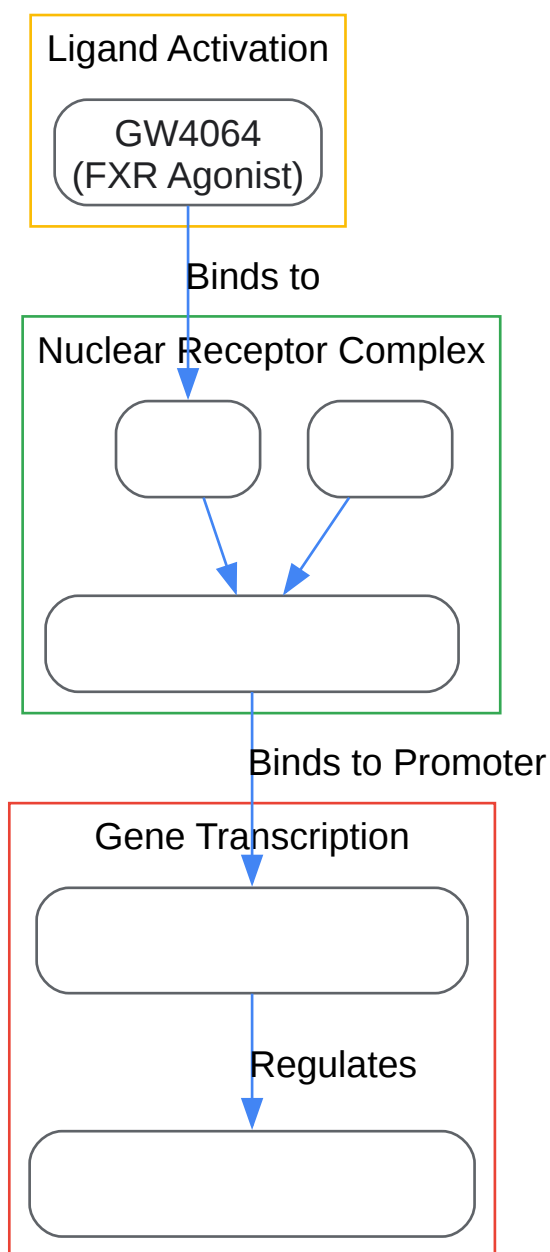 Ligand Activation
GW4064
(FXR Agonist)
Binds to
Nuclear Receptor Complex
Binds to Promoter
Gene Transcription
Regulates